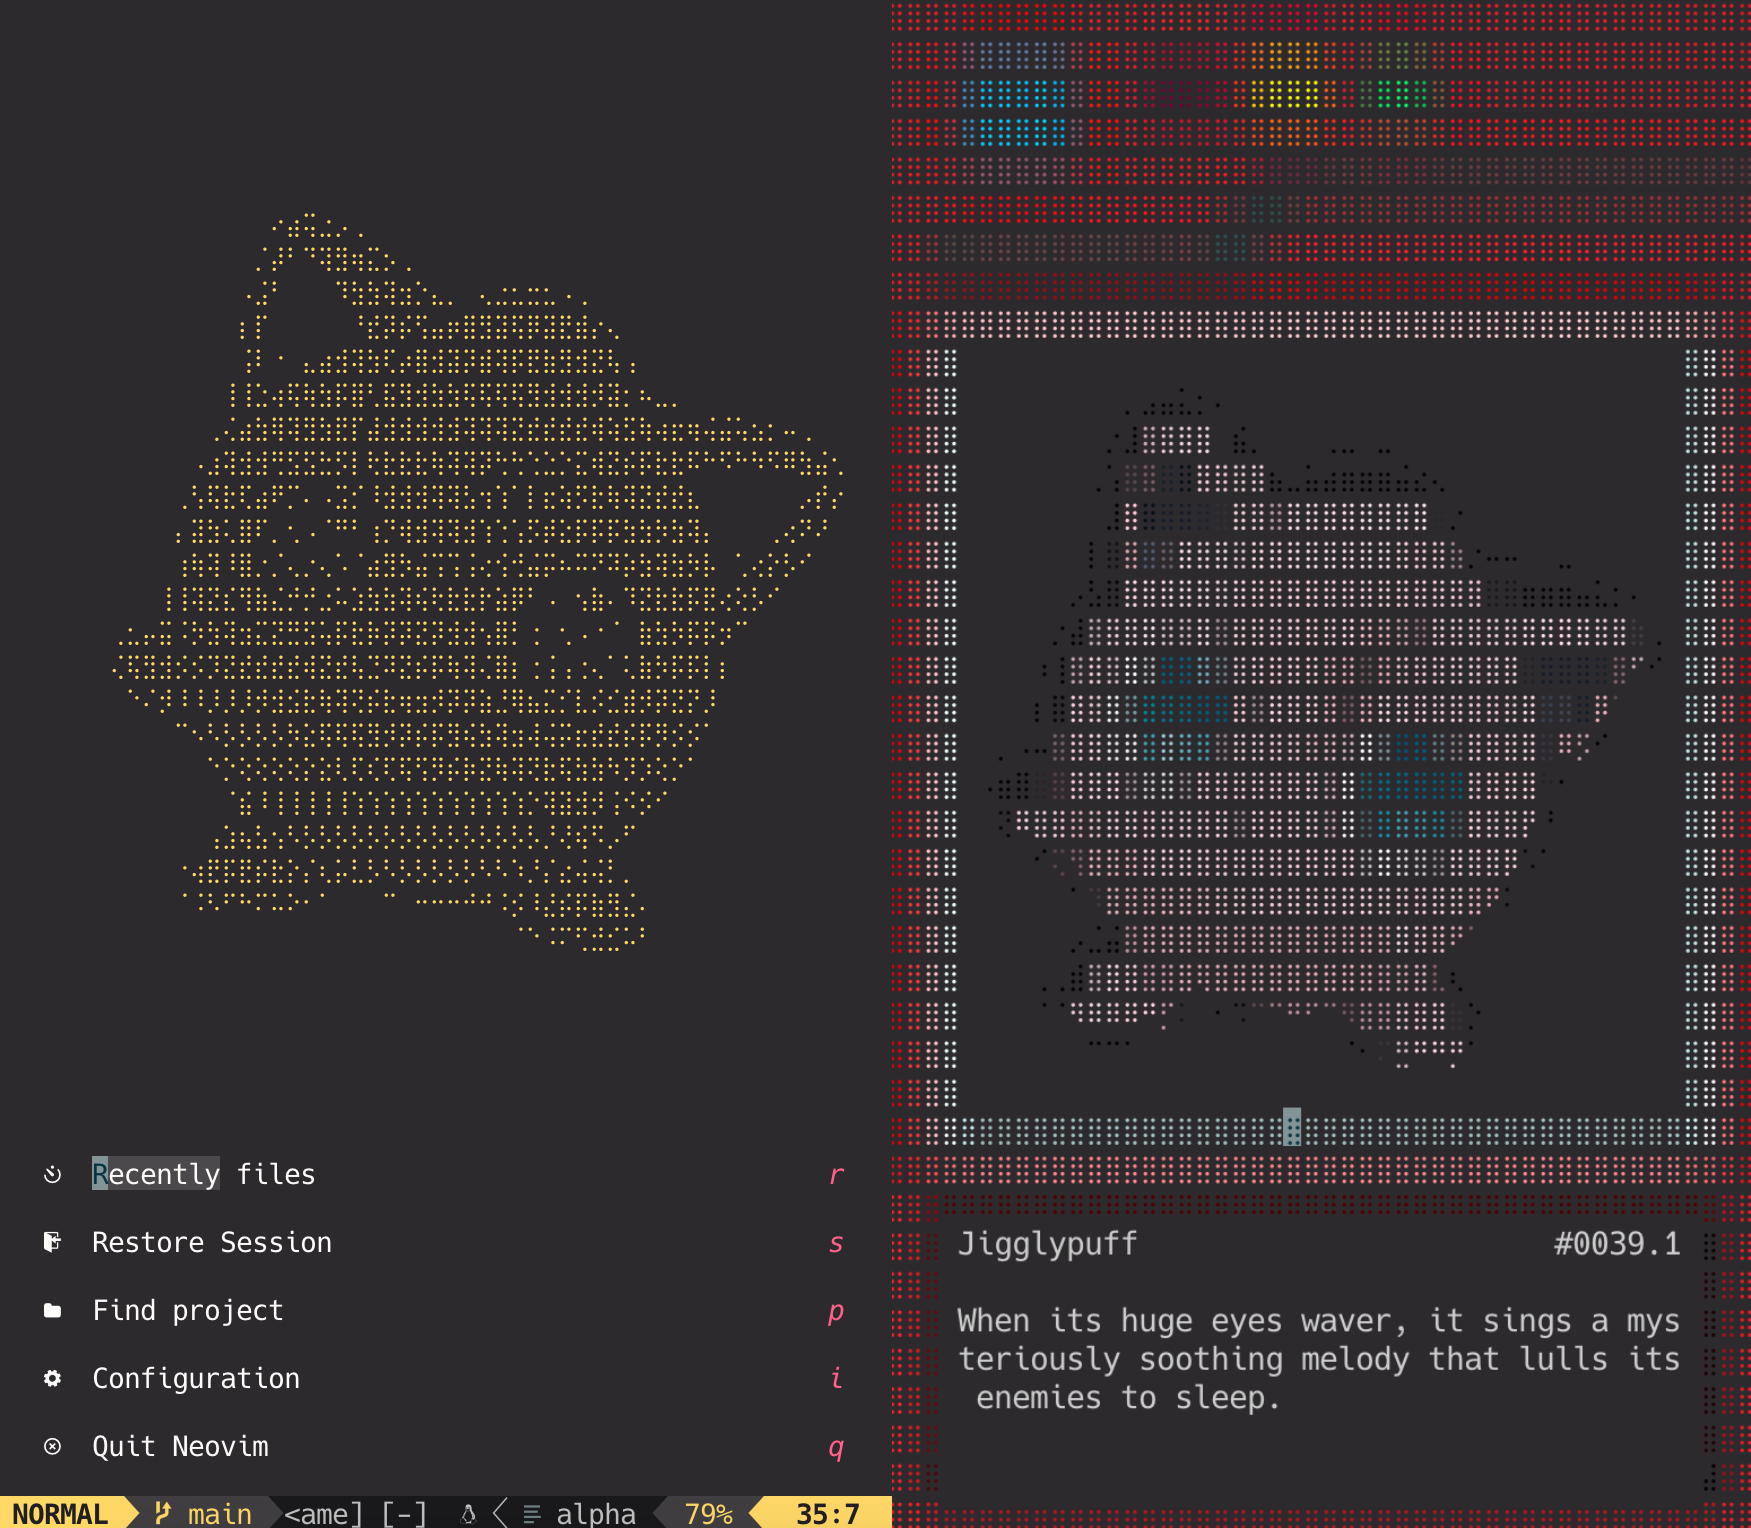 Recently files r
Restore Session s
Find project p
Configuration i
Quit Neovim q
NORMAL main <ame] [-] alpha 79% 35:7
Jigglypuff #0039.1
When its huge eyes waver, it sings a mys
teriously soothing melody that lulls its
enemies to sleep.